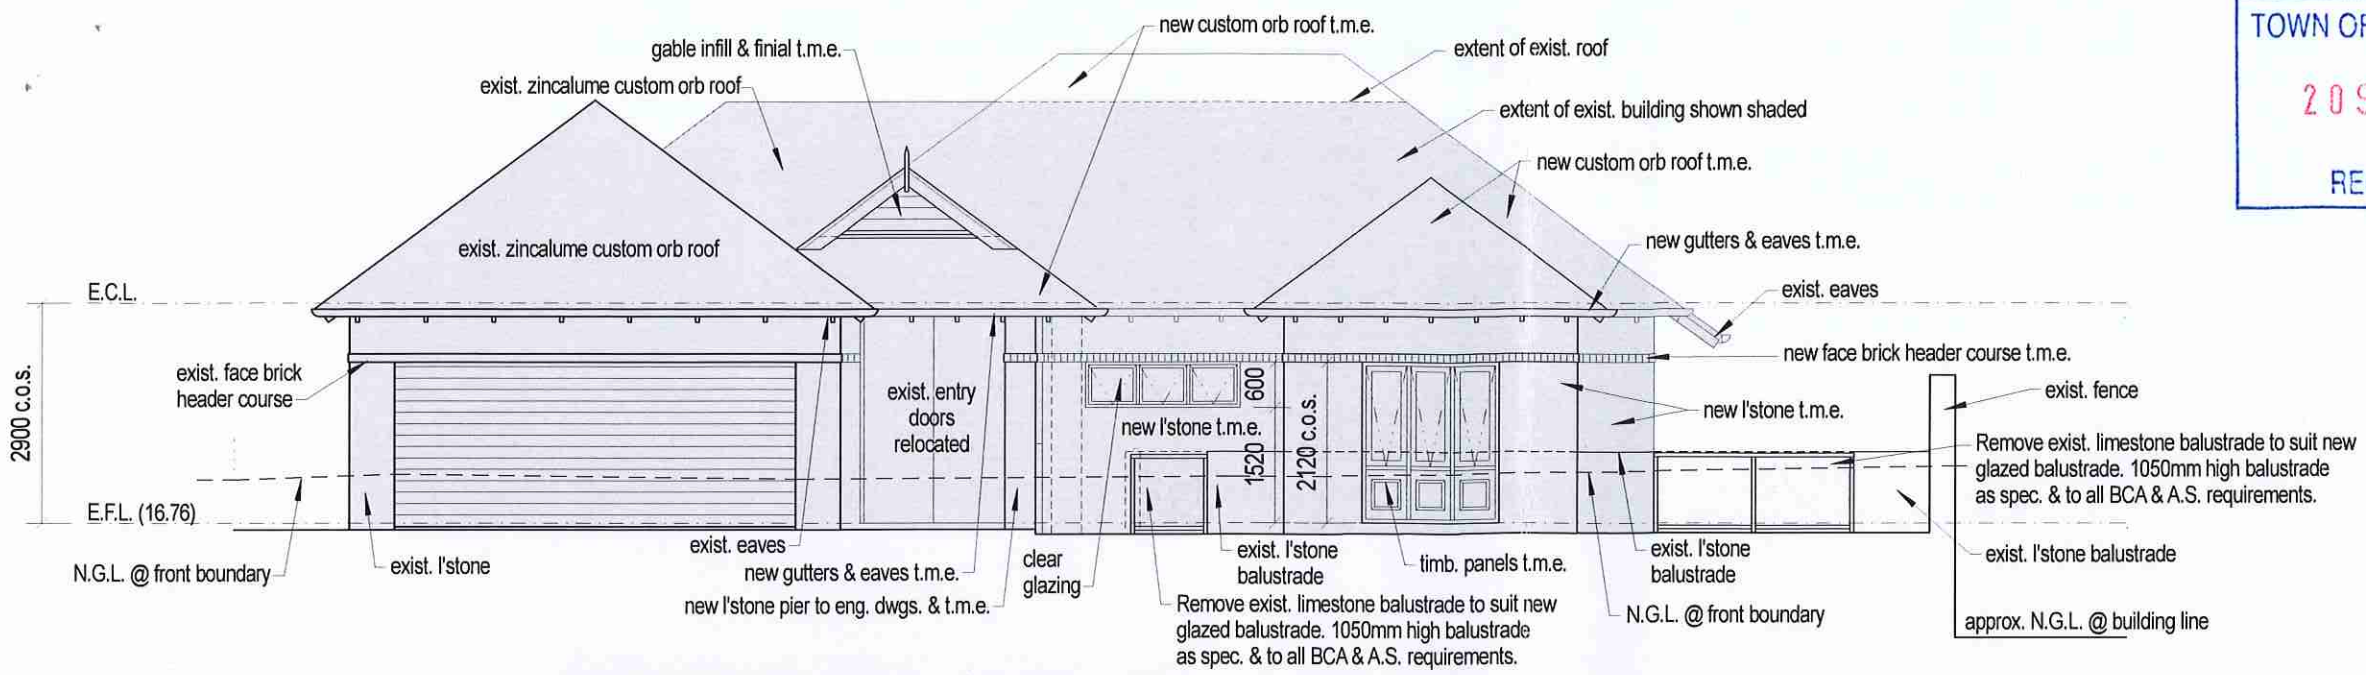 new custom orb roof t.m.e.
gable infill & finial t.m.e.
extent of exist. roof
exist. zincalume custom orb roof
extent of exist. building shown shaded
new custom orb roof t.m.e.
exist. zincalume custom orb roof
new gutters & eaves t.m.e.
E.C.L.
exist. eaves
2900 c.o.s.
exist. face brick
header course
new face brick header course t.m.e.
exist. entry
doors
relocated
600
exist. fence
new l'stone t.m.e.
new l'stone t.m.e.
1520
2120 c.o.s.
Remove exist. limestone balustrade to suit new
glazed balustrade. 1050mm high balustrade
as spec. & to all BCA & A.S. requirements.
E.F.L. (16.76)
N.G.L. @ front boundary
exist. l'stone
exist. eaves
new gutters & eaves t.m.e.
new l'stone pier to eng. dwgs. & t.m.e.
clear
glazing
exist. l'stone
balustrade
Remove exist. limestone balustrade to suit new
glazed balustrade. 1050mm high balustrade
as spec. & to all BCA & A.S. requirements.
timb. panels t.m.e.
exist. l'stone
balustrade
N.G.L. @ front boundary
exist. l'stone balustrade
approx. N.G.L. @ building line
TOWN OF
20 S
RE